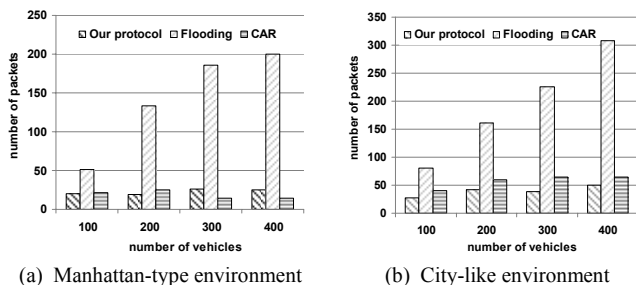 250
200
150
100
50
0
number of packets
Our protocol Flooding CAR
100 200 300 400
number of vehicles
(a) Manhattan-type environment
350
300
250
200
150
100
50
0
number of packets
Our protocol Flooding CAR
100 200 300 400
number of vehicles
(b) City-like environment